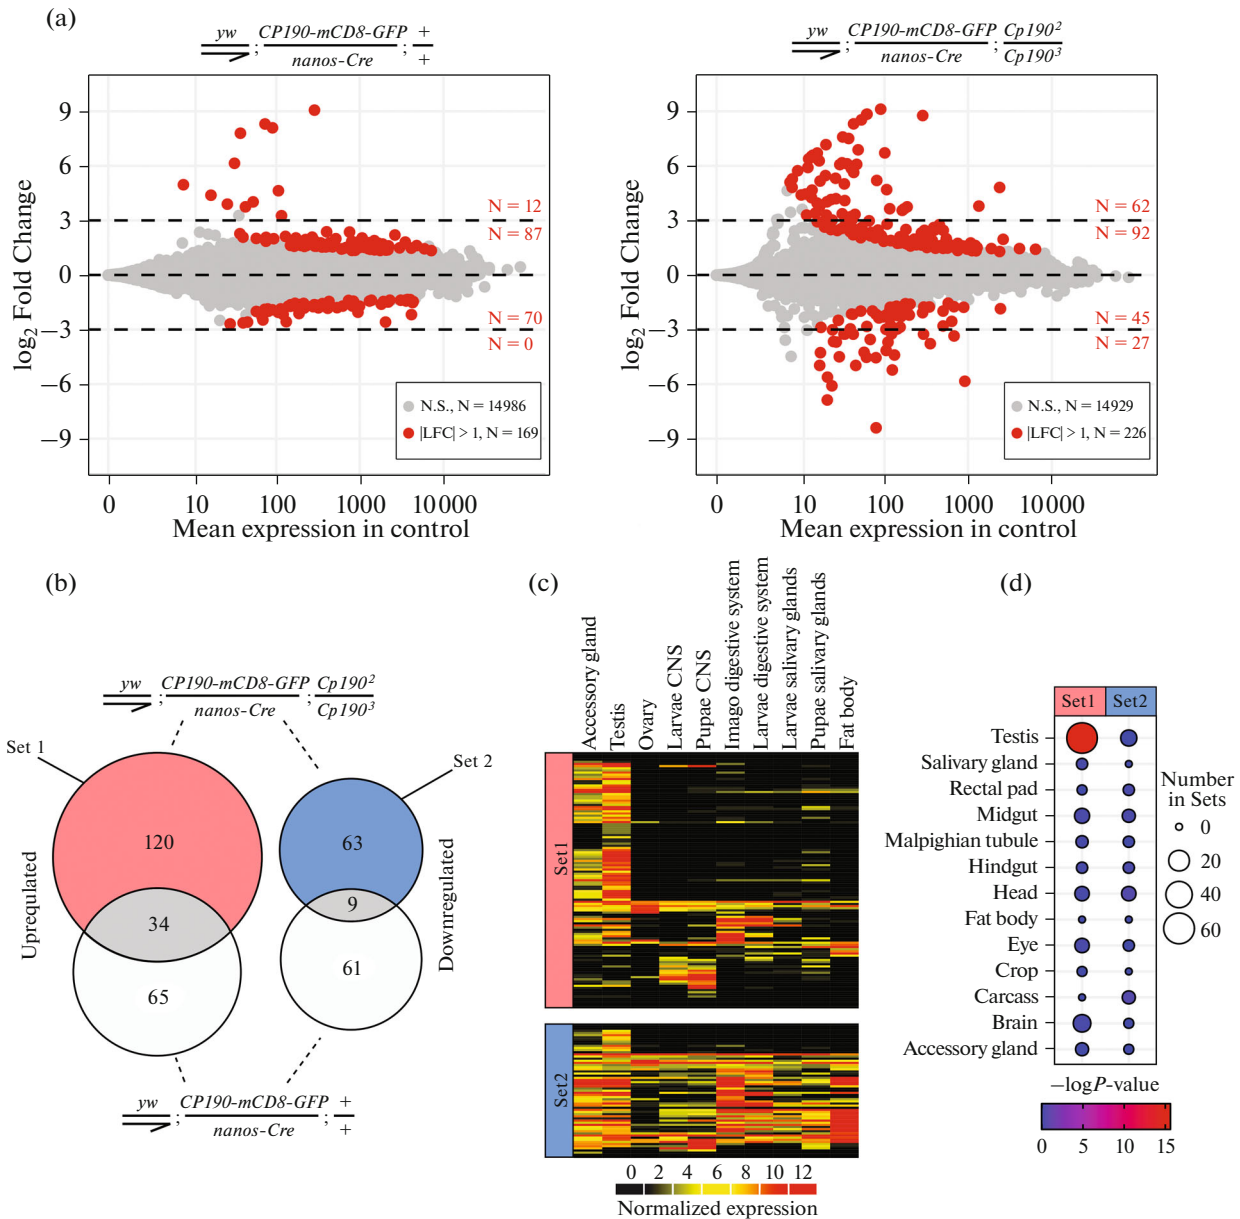 (a)
yw ; CP190-mCD8-GFP ; +
nanos-Cre +
yw ; CP190-mCD8-GFP ; Cp190²
nanos-Cre Cp190³
log₂ Fold Change
9
6
3
0
−3
−6
−9
N = 12
N = 87
N = 70
N = 0
N.S., N = 14986
|LFC| > 1, N = 169
0 10 100 1000 10000
Mean expression in control
log₂ Fold Change
9
6
3
0
−3
−6
−9
N = 62
N = 92
N = 45
N = 27
N.S., N = 14929
|LFC| > 1, N = 226
0 10 100 1000 10000
Mean expression in control
(b)
yw ; CP190-mCD8-GFP ; Cp190²
nanos-Cre Cp190³
Set 1
Set 2
Upregulated
Downregulated
120
34
65
63
9
61
yw ; CP190-mCD8-GFP ; +
nanos-Cre +
(c)
Accessory gland
Testis
Ovary
Larvae CNS
Pupae CNS
Imago digestive system
Larvae digestive system
Larvae salivary glands
Pupae salivary glands
Fat body
Set1
Set2
0 2 4 6 8 10 12
Normalized expression
(d)
Set1 Set2
Testis
Salivary gland
Rectal pad
Midgut
Malpighian tubule
Hindgut
Head
Fat body
Eye
Crop
Carcass
Brain
Accessory gland
Number
in Sets
0
20
40
60
−logP-value
0 5 10 15